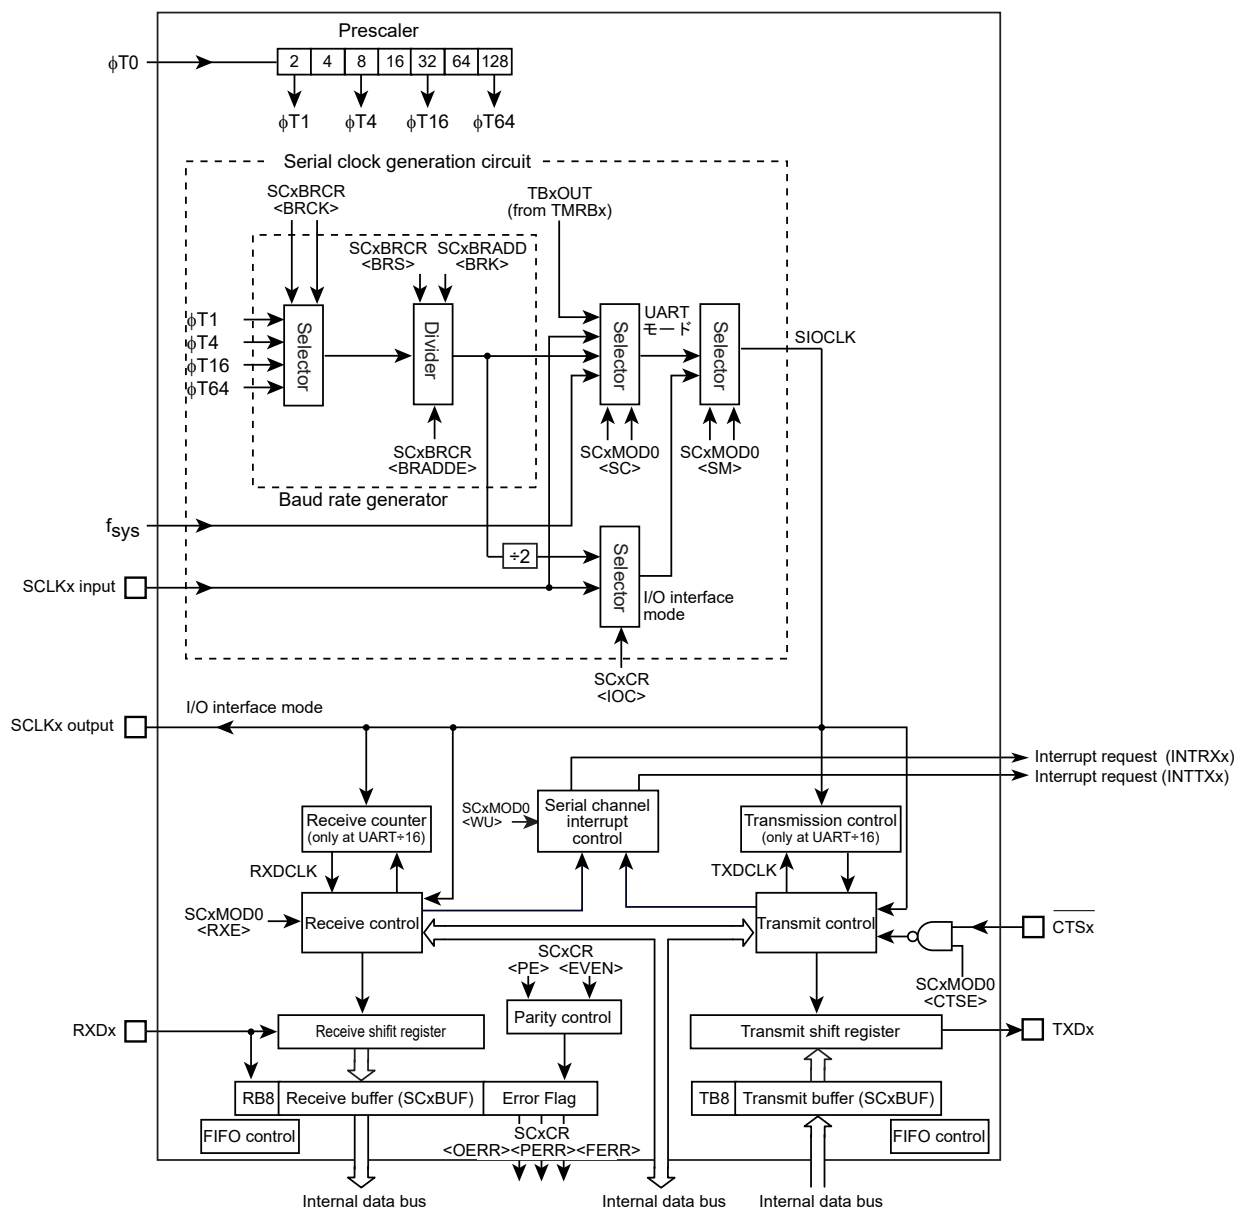 Prescaler
ϕT0
2 4 8 16 32 64 128
ϕT1 ϕT4 ϕT16 ϕT64
Serial clock generation circuit
SCxBRCR
<BRCK>
TBxOUT
(from TMRBx)
SCxBRCR
<BRS>
SCxBRADD
<BRK>
ϕT1
ϕT4
ϕT16
ϕT64
Selector
Divider
Selector
UART
モード
Selector
SIOCLK
SCxBRCR
<BRADDE>
SCxMOD0
<SC>
SCxMOD0
<SM>
Baud rate generator
fsys
÷2
Selector
SCLKx input
I/O interface
mode
SCxCR
<IOC>
SCLKx output
I/O interface mode
Interrupt request (INTRXx)
Interrupt request (INTTXx)
Receive counter
(only at UART÷16)
SCxMOD0
<WU>
Serial channel
interrupt
control
Transmission control
(only at UART÷16)
RXDCLK
TXDCLK
SCxMOD0
<RXE>
Receive control
Transmit control
CTSx
SCxMOD0
<CTSE>
SCxCR
<PE> <EVEN>
Parity control
RXDx
Receive shifit register
Transmit shift register
TXDx
RB8 Receive buffer (SCxBUF) Error Flag
TB8 Transmit buffer (SCxBUF)
FIFO control
SCxCR
<OERR><PERR><FERR>
FIFO control
Internal data bus
Internal data bus
Internal data bus